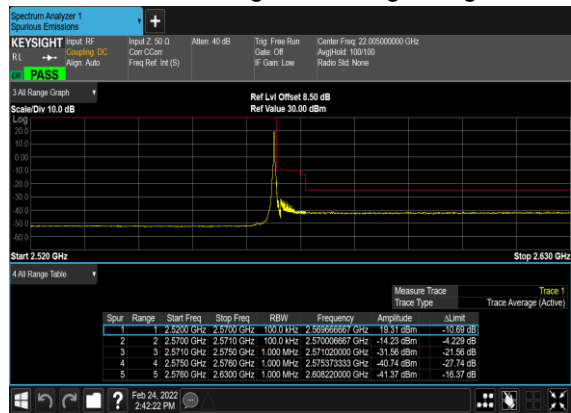 Spectrum Analyzer 1
Spurious Emissions
KEYSIGHT Input: RF Input Z: 50 Ω Atten: 40 dB Trig: Free Run Center Freq: 22.005000000 GHz
RL Coupling: DC Corr CCorr Gate: Off Avg|Hold: 100/100
Align: Auto Freq Ref: Int (S) IF Gain: Low Radio Std: None
PASS
3 All Range Graph
Ref Lvl Offset 8.50 dB
Scale/Div 10.0 dB Ref Value 30.00 dBm
Log
20.0
10.0
0.00
-10.0
-20.0
-30.0
-40.0
-50.0
-60.0
Start 2.520 GHz Stop 2.630 GHz
4 All Range Table
Measure Trace Trace 1
Trace Type Trace Average (Active)
Spur Range Start Freq Stop Freq RBW Frequency Amplitude ΔLimit
1 1 2.5200 GHz 2.5700 GHz 100.0 kHz 2.569666667 GHz 19.31 dBm -10.69 dB
2 2 2.5700 GHz 2.5710 GHz 100.0 kHz 2.570006667 GHz -14.23 dBm -4.229 dB
3 3 2.5710 GHz 2.5750 GHz 1.000 MHz 2.571020000 GHz -31.56 dBm -21.56 dB
4 4 2.5750 GHz 2.5760 GHz 1.000 MHz 2.575373333 GHz -40.74 dBm -27.74 dB
5 5 2.5760 GHz 2.6300 GHz 1.000 MHz 2.608220000 GHz -41.37 dBm -16.37 dB
Feb 24, 2022
2:42:22 PM